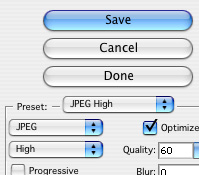 Save
Cancel
Done
Preset: JPEG High
JPEG Optimize
High Quality: 60
Progressive Blur: 0